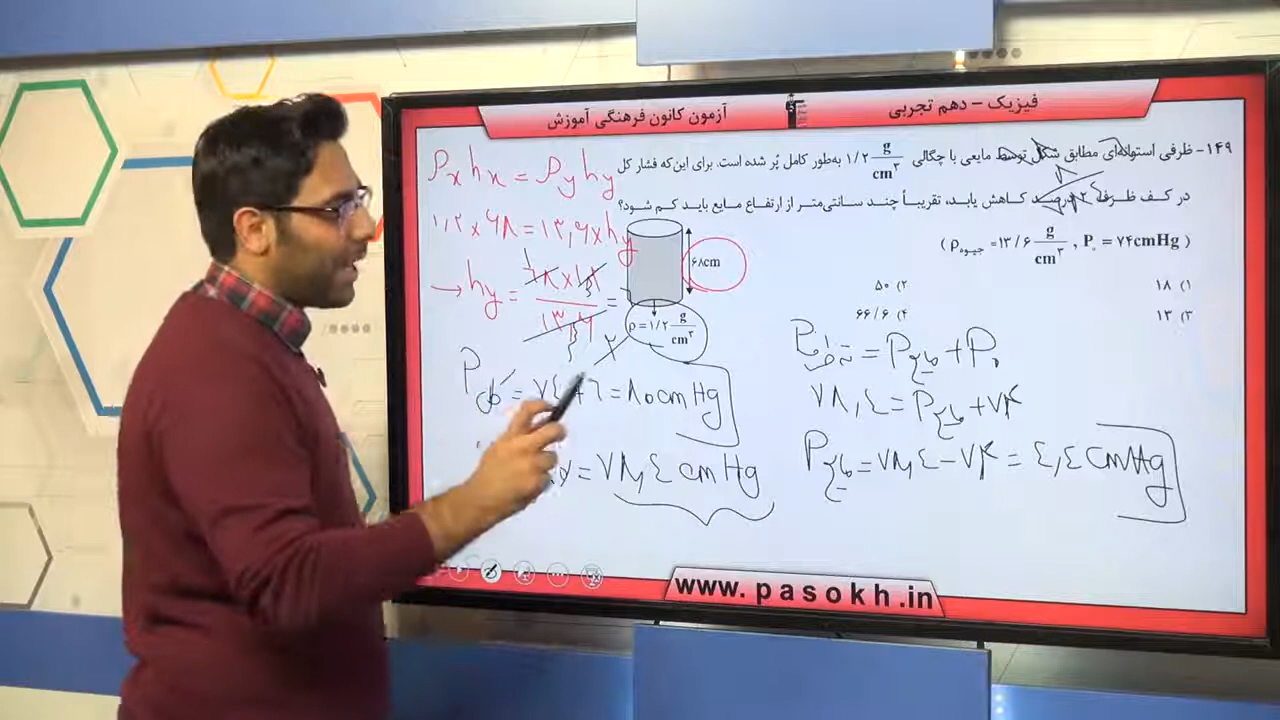 فیزیک - دهم تجربی
آزمون کانون فرهنگی آموزش
۱۴۹- ظرفی استوانه‌ای مطابق شکل توسط مایعی با چگالی ۱/۲ g/cm³ به‌طور کامل پُر شده است. برای این‌که فشار کل
در کف ظرف ۲ درصد کاهش یابد، تقریباً چند سانتی‌متر از ارتفاع مایع باید کم شود؟
(P₀ = ۷۴cmHg , ρجیوه = ۱۳/۶ g/cm³)
۱) ۱۸
۲) ۵۰
۳) ۱۳
۴) ۶۶/۶
۶۸cm
ρ = ۱/۲ g/cm³
ρx hx = ρy hy
۱,۲ × ۶۸ = ۱۳,۶ × hy
→ hy =
Pکل = ۷۴ + ۶ = ۸۰ cmHg
= ۷۸,۴ cmHg
= Pمایع + P₀
۷۸,۴ = Pمایع + ۷۴
Pمایع = ۷۸,۴ - ۷۴ = ۴,۴ cmHg
www.pasokh.in